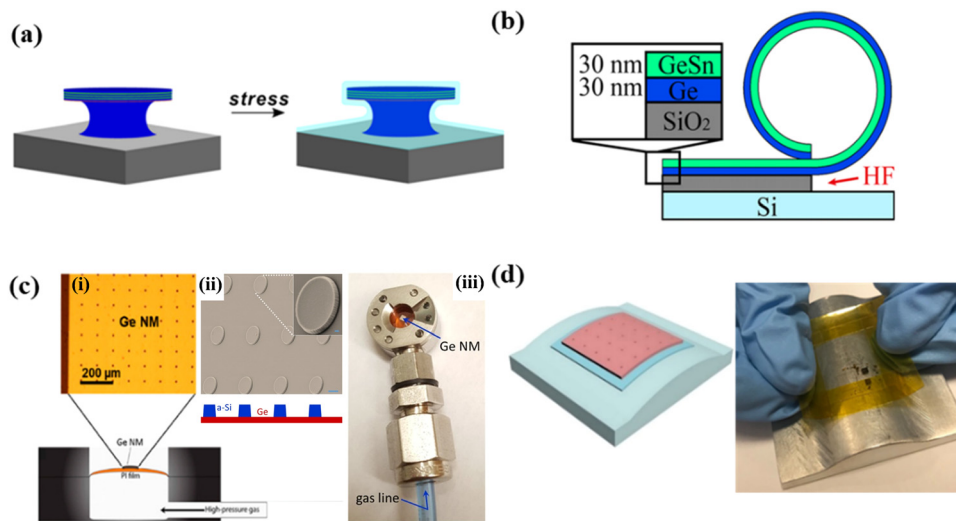 (a)
stress
(b)
30 nm GeSn
30 nm Ge
SiO₂
HF
Si
(c)
(i)
Ge NM
200 µm
(ii)
a-Si
Ge
(iii)
Ge NM
gas line
Ge NM
PI film
High-pressure gas
(d)